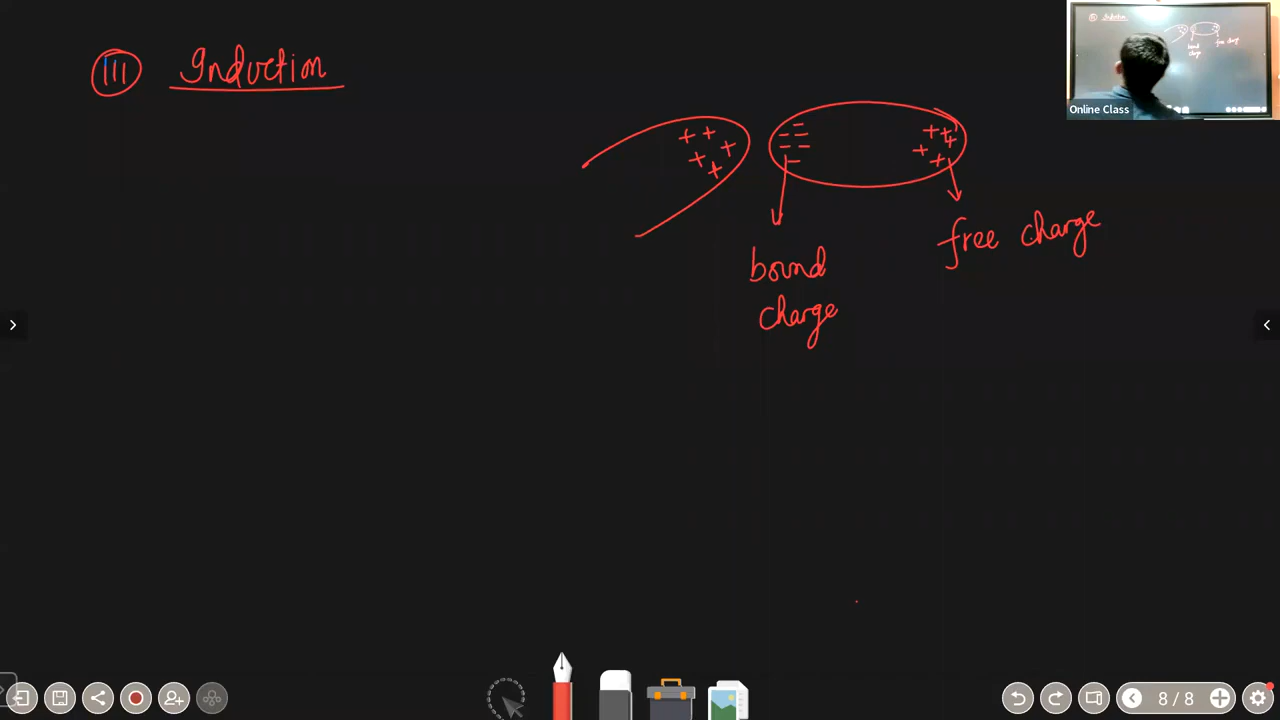 III Induction
+ + + + +
- - - - -
+ + + + +
bound
charge
free charge
Online Class
8 / 8